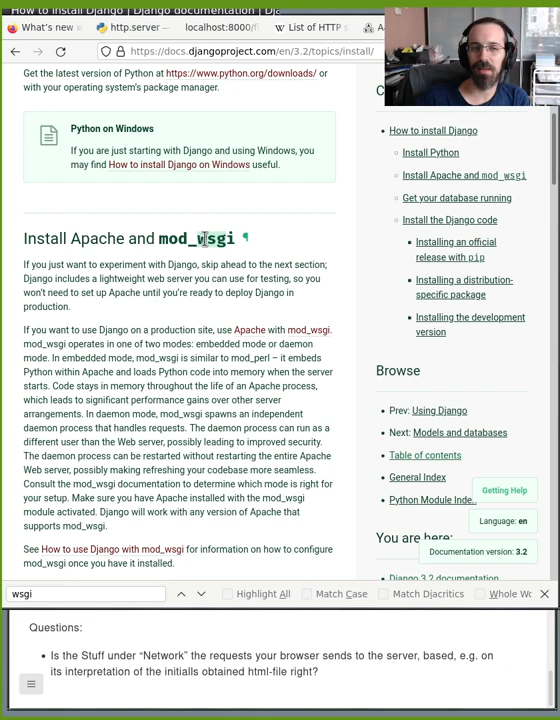 How to install Django | Django documentation | Dj
What's new
http.server —
localhost:8000/fi
List of HTTP s
https://docs.djangoproject.com/en/3.2/topics/install/
Get the latest version of Python at https://www.python.org/downloads/ or
with your operating system's package manager.
Python on Windows
If you are just starting with Django and using Windows, you
may find How to install Django on Windows useful.
Install Apache and mod_wsgi ¶
If you just want to experiment with Django, skip ahead to the next section;
Django includes a lightweight web server you can use for testing, so you
won't need to set up Apache until you're ready to deploy Django in
production.
If you want to use Django on a production site, use Apache with mod_wsgi.
mod_wsgi operates in one of two modes: embedded mode or daemon
mode. In embedded mode, mod_wsgi is similar to mod_perl – it embeds
Python within Apache and loads Python code into memory when the server
starts. Code stays in memory throughout the life of an Apache process,
which leads to significant performance gains over other server
arrangements. In daemon mode, mod_wsgi spawns an independent
daemon process that handles requests. The daemon process can run as a
different user than the Web server, possibly leading to improved security.
The daemon process can be restarted without restarting the entire Apache
Web server, possibly making refreshing your codebase more seamless.
Consult the mod_wsgi documentation to determine which mode is right for
your setup. Make sure you have Apache installed with the mod_wsgi
module activated. Django will work with any version of Apache that
supports mod_wsgi.
See How to use Django with mod_wsgi for information on how to configure
mod_wsgi once you have it installed.
C
How to install Django
Install Python
Install Apache and mod_wsgi
Get your database running
Install the Django code
Installing an official
release with pip
Installing a distribution-
specific package
Installing the development
version
Browse
Prev: Using Django
Next: Models and databases
Table of contents
General Index
Python Module Inde..
Getting Help
Language: en
You are here:
Documentation version: 3.2
Django 3.2 documentation
wsgi
Highlight All
Match Case
Match Diacritics
Whole Wo
Questions:
Is the Stuff under “Network” the requests your browser sends to the server, based, e.g. on
its interpretation of the initialls obtained html-file right?